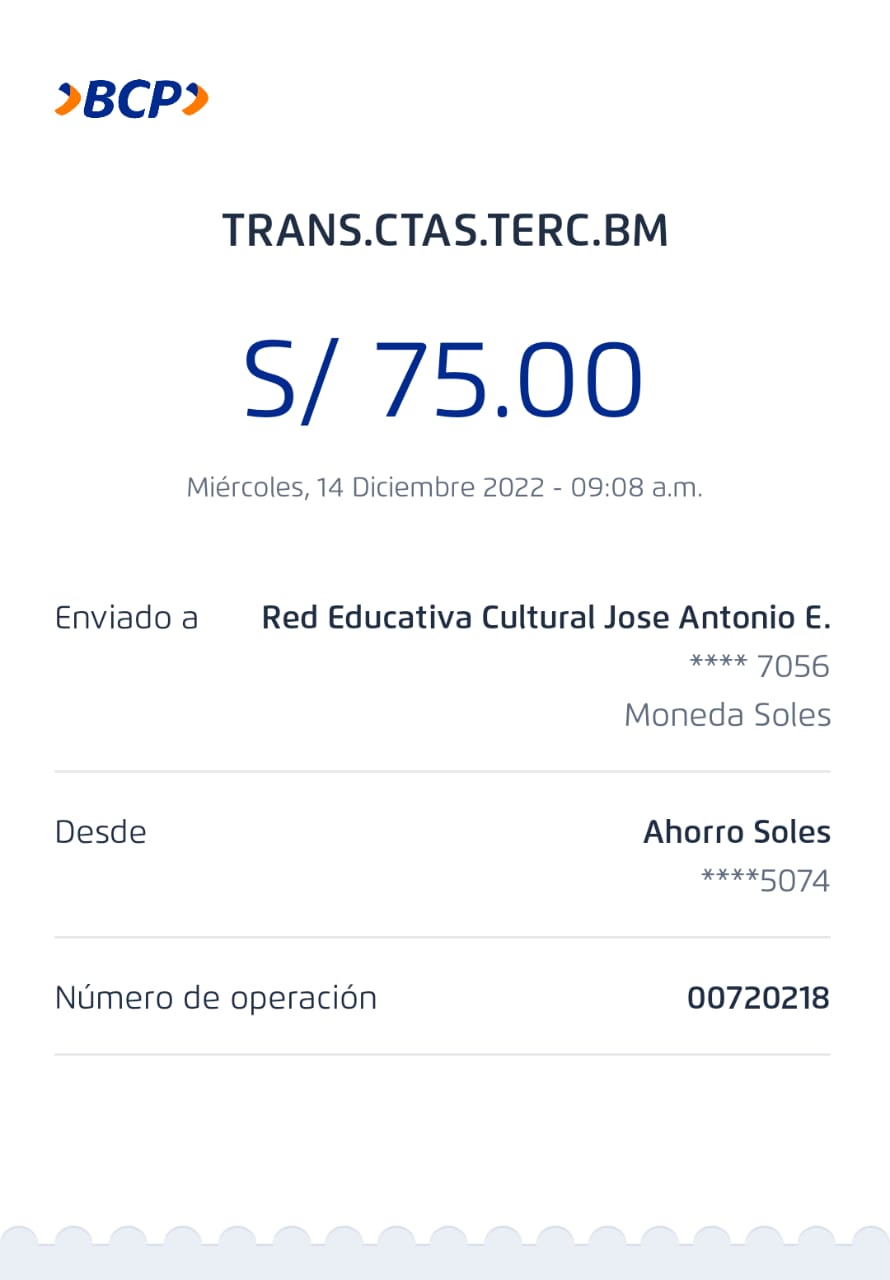 BCP
TRANS.CTAS.TERC.BM
S/ 75.00
Miércoles, 14 Diciembre 2022 - 09:08 a.m.
Enviado a Red Educativa Cultural Jose Antonio E.
**** 7056
Moneda Soles
Desde Ahorro Soles
****5074
Número de operación 00720218